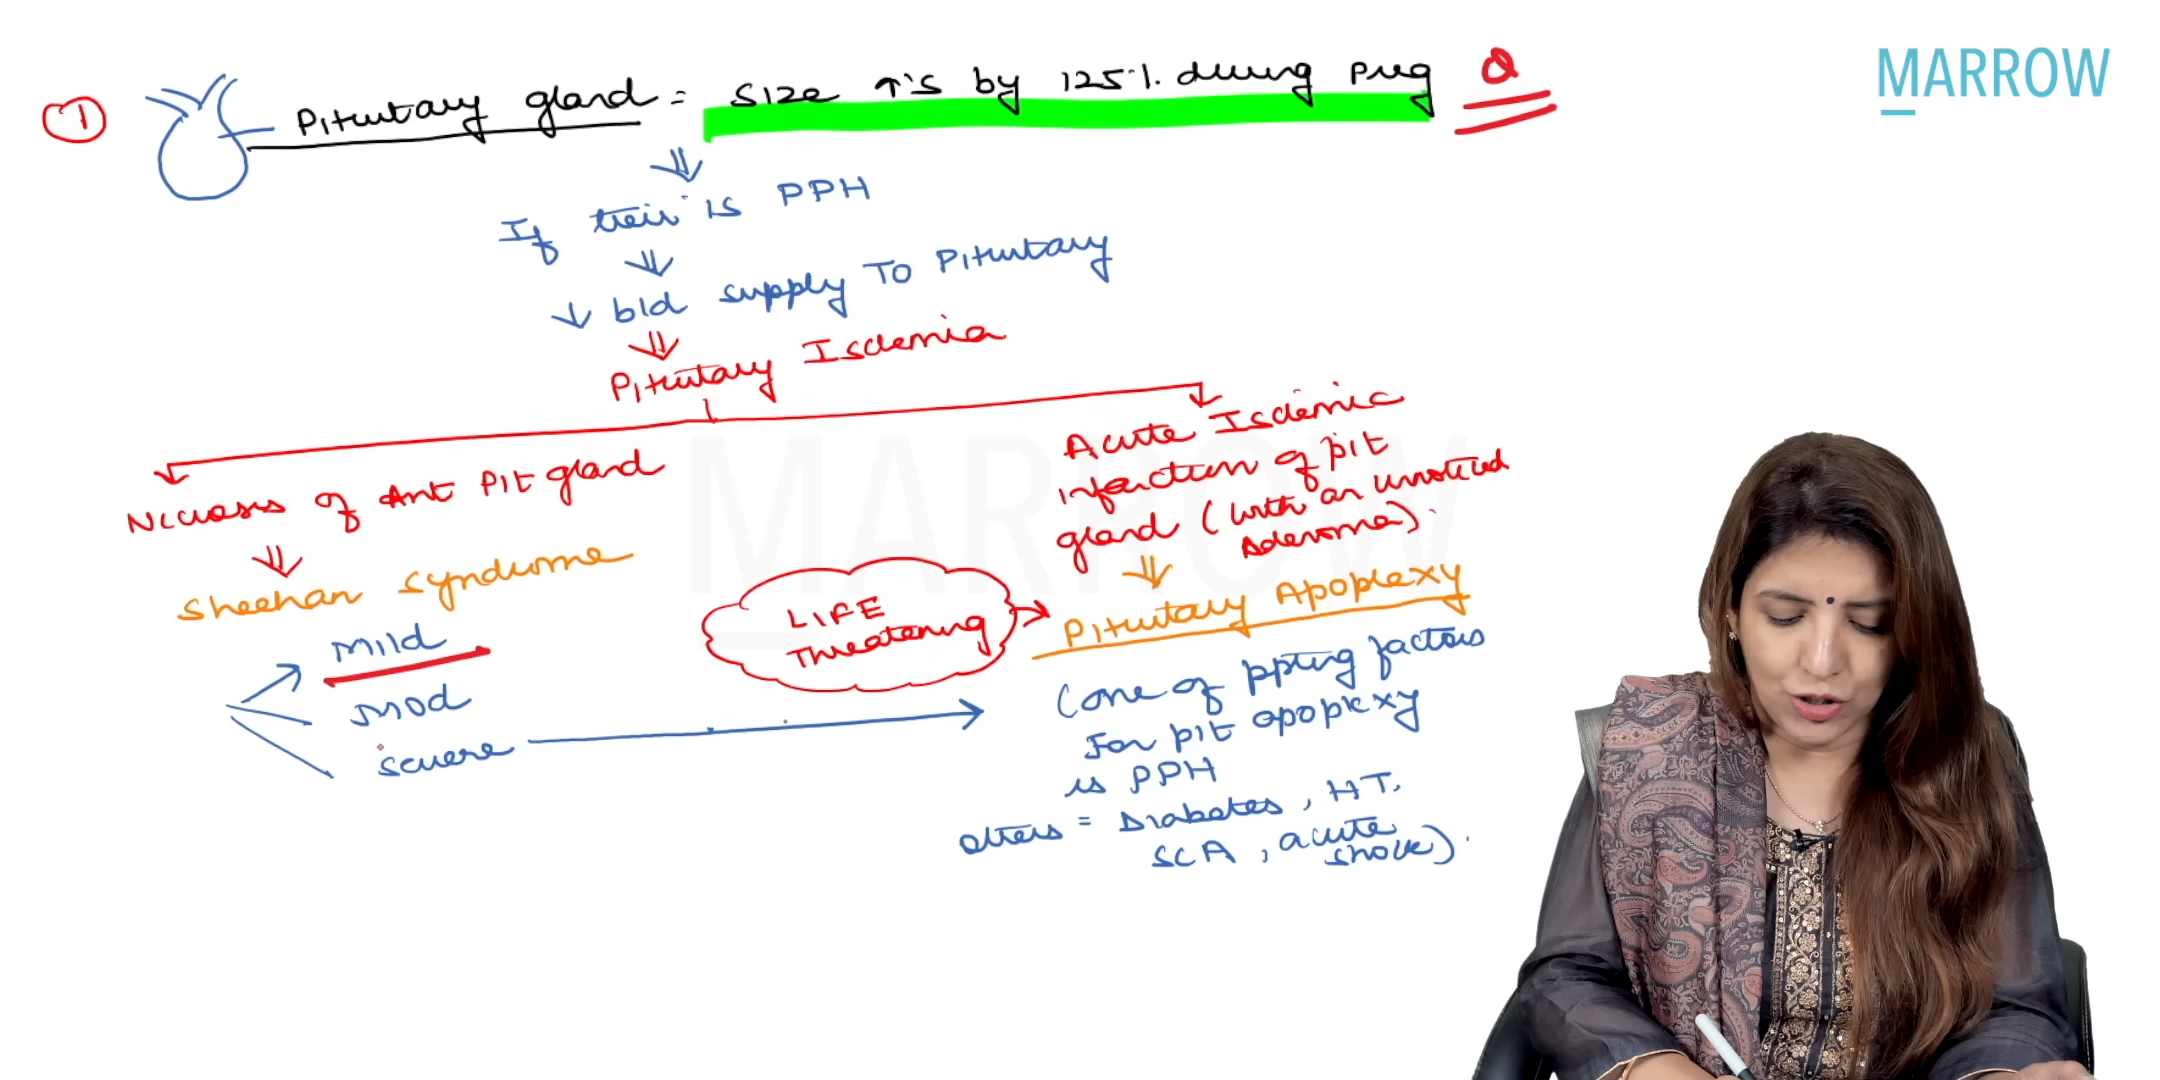 MARROW
1 Pituitary gland = Size ↑'s by 125%. during preg Q
If their is PPH
↓ bld supply To Pituitary
Pituitary Ischemia
Necrosis of Ant Pit gland
Sheehan Syndrome
Mild
Mod
Severe
LIFE
Threatening
Acute Ischemic
infarction of pit
gland (with an unnoticed
Adenoma).
Pituitary Apoplexy
(one of ppting factors
For pit apoplexy
is PPH
others = Diabetes, HT,
SCA, acute
shock)
MARROW